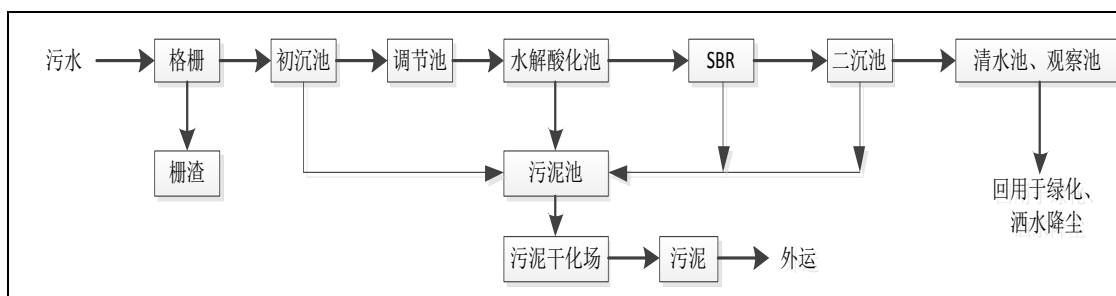 污水
格栅
初沉池
调节池
水解酸化池
SBR
二沉池
清水池、观察池
栅渣
污泥池
回用于绿化、
洒水降尘
污泥干化场
污泥
外运